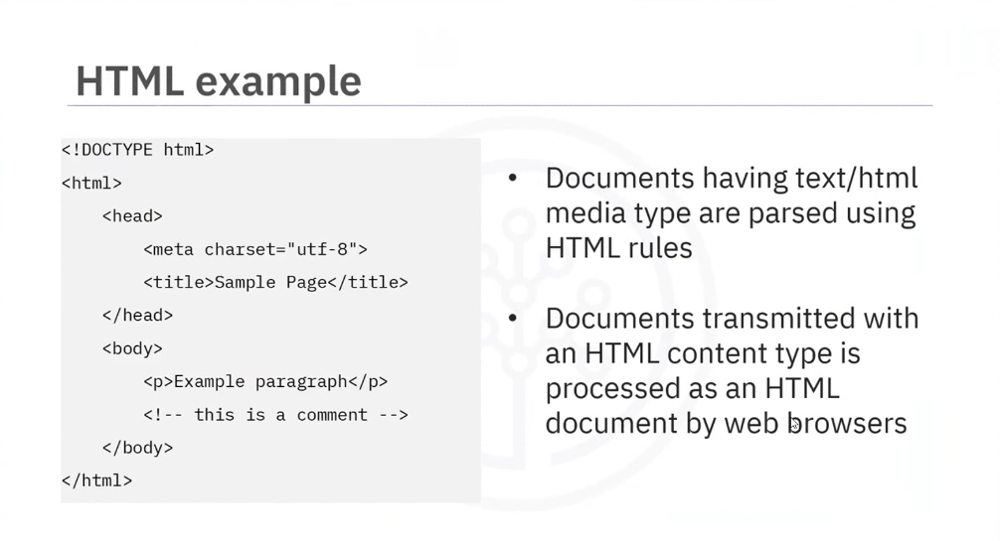 HTML example
<!DOCTYPE html>
<html>
<head>
<meta charset="utf-8">
<title>Sample Page</title>
</head>
<body>
<p>Example paragraph</p>
<!-- this is a comment -->
</body>
</html>
• Documents having text/html
media type are parsed using
HTML rules
• Documents transmitted with
an HTML content type is
processed as an HTML
document by web browsers